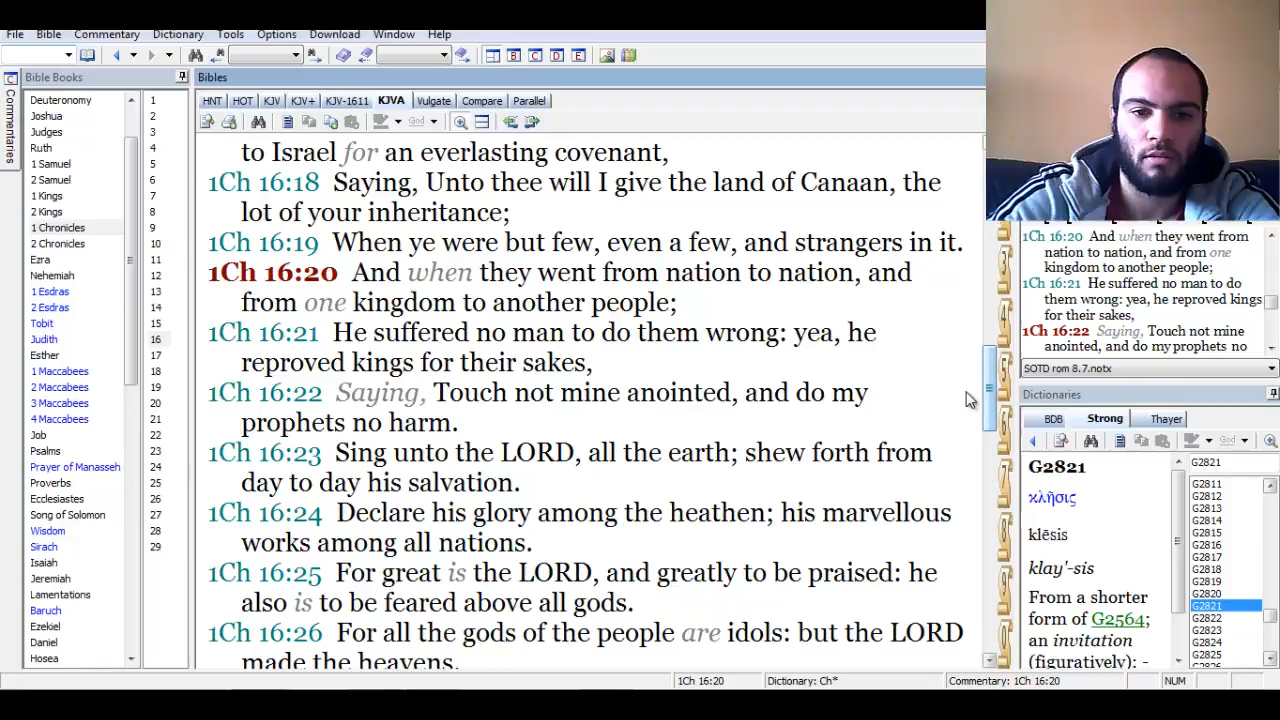 File Bible Commentary Dictionary Tools Options Download Window Help
B C D E
Bible Books
Bibles
Commentaries
HNT HOT KJV KJV+ KJV-1611 KJVA Vulgate Compare Parallel
God
Deuteronomy
Joshua
Judges
Ruth
1 Samuel
2 Samuel
1 Kings
2 Kings
1 Chronicles
2 Chronicles
Ezra
Nehemiah
1 Esdras
2 Esdras
Tobit
Judith
Esther
1 Maccabees
2 Maccabees
3 Maccabees
4 Maccabees
Job
Psalms
Prayer of Manasseh
Proverbs
Ecclesiastes
Song of Solomon
Wisdom
Sirach
Isaiah
Jeremiah
Lamentations
Baruch
Ezekiel
Daniel
Hosea
1
2
3
4
5
6
7
8
9
10
11
12
13
14
15
16
17
18
19
20
21
22
23
24
25
26
27
28
29
to Israel for an everlasting covenant,
1Ch 16:18 Saying, Unto thee will I give the land of Canaan, the
lot of your inheritance;
1Ch 16:19 When ye were but few, even a few, and strangers in it.
1Ch 16:20 And when they went from nation to nation, and
from one kingdom to another people;
1Ch 16:21 He suffered no man to do them wrong: yea, he
reproved kings for their sakes,
1Ch 16:22 Saying, Touch not mine anointed, and do my
prophets no harm.
1Ch 16:23 Sing unto the LORD, all the earth; shew forth from
day to day his salvation.
1Ch 16:24 Declare his glory among the heathen; his marvellous
works among all nations.
1Ch 16:25 For great is the LORD, and greatly to be praised: he
also is to be feared above all gods.
1Ch 16:26 For all the gods of the people are idols: but the LORD
made the heavens.
1Ch 16:20 And when they went from
nation to nation, and from one
kingdom to another people;
1Ch 16:21 He suffered no man to do
them wrong: yea, he reproved kings
for their sakes,
1Ch 16:22 Saying, Touch not mine
anointed, and do my prophets no
SOTD rom 8.7.notx
Dictionaries
BDB Strong Thayer
God
G2821
κλῆσις
klēsis
klay'-sis
From a shorter
form of G2564;
an invitation
(figuratively): -
G2821
G2811
G2812
G2813
G2814
G2815
G2816
G2817
G2818
G2819
G2820
G2821
G2822
G2823
G2824
G2825
1Ch 16:20 Dictionary: Ch* Commentary: 1Ch 16:20 NUM